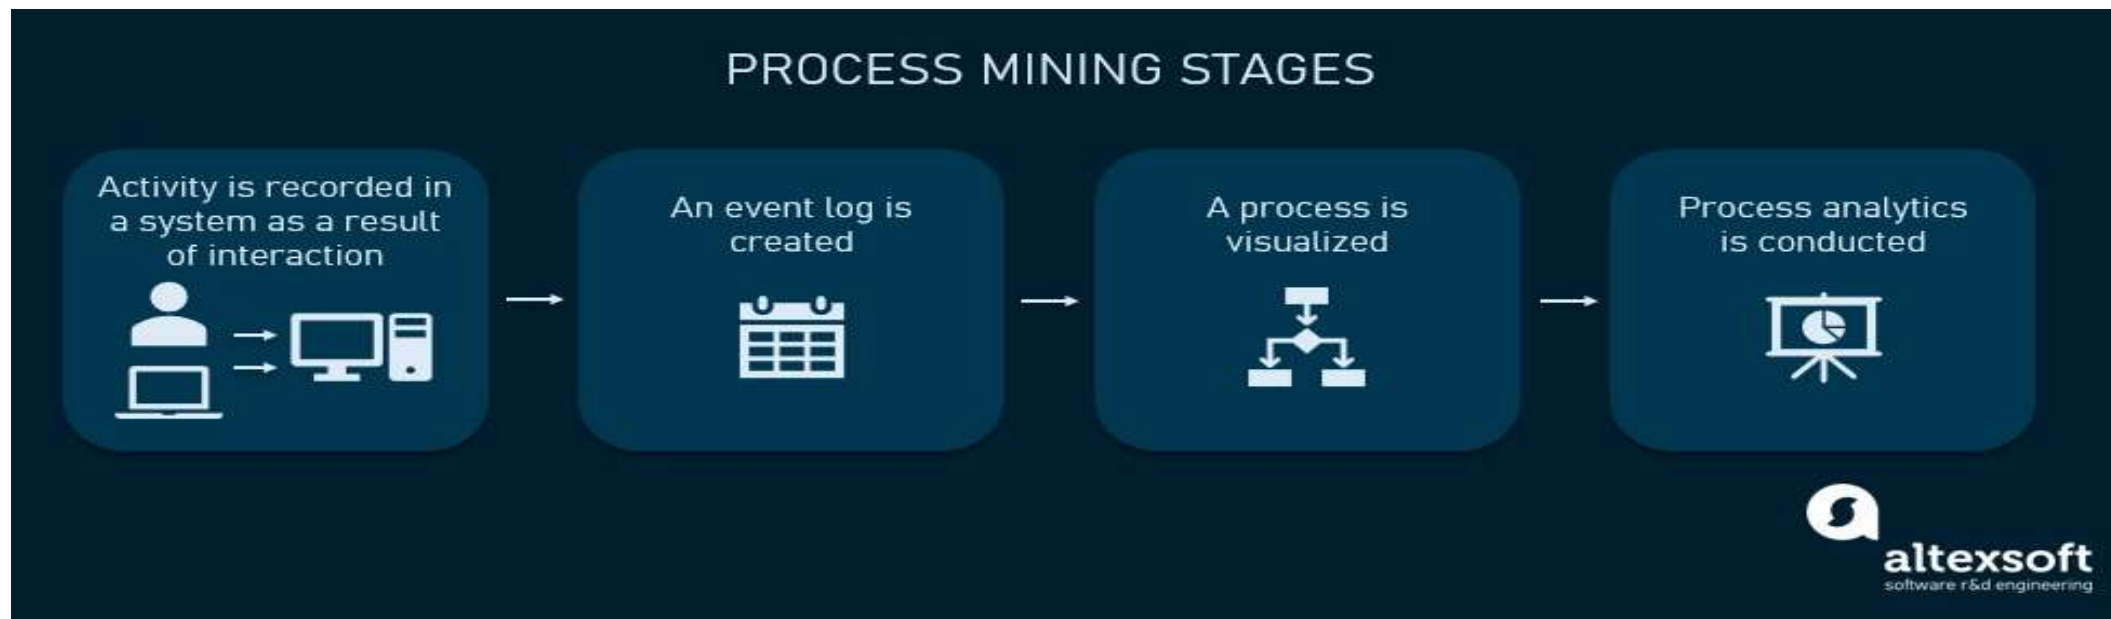 PROCESS MINING STAGES
Activity is recorded in
a system as a result
of interaction
An event log is
created
A process is
visualized
Process analytics
is conducted
altexsoft
software r&d engineering